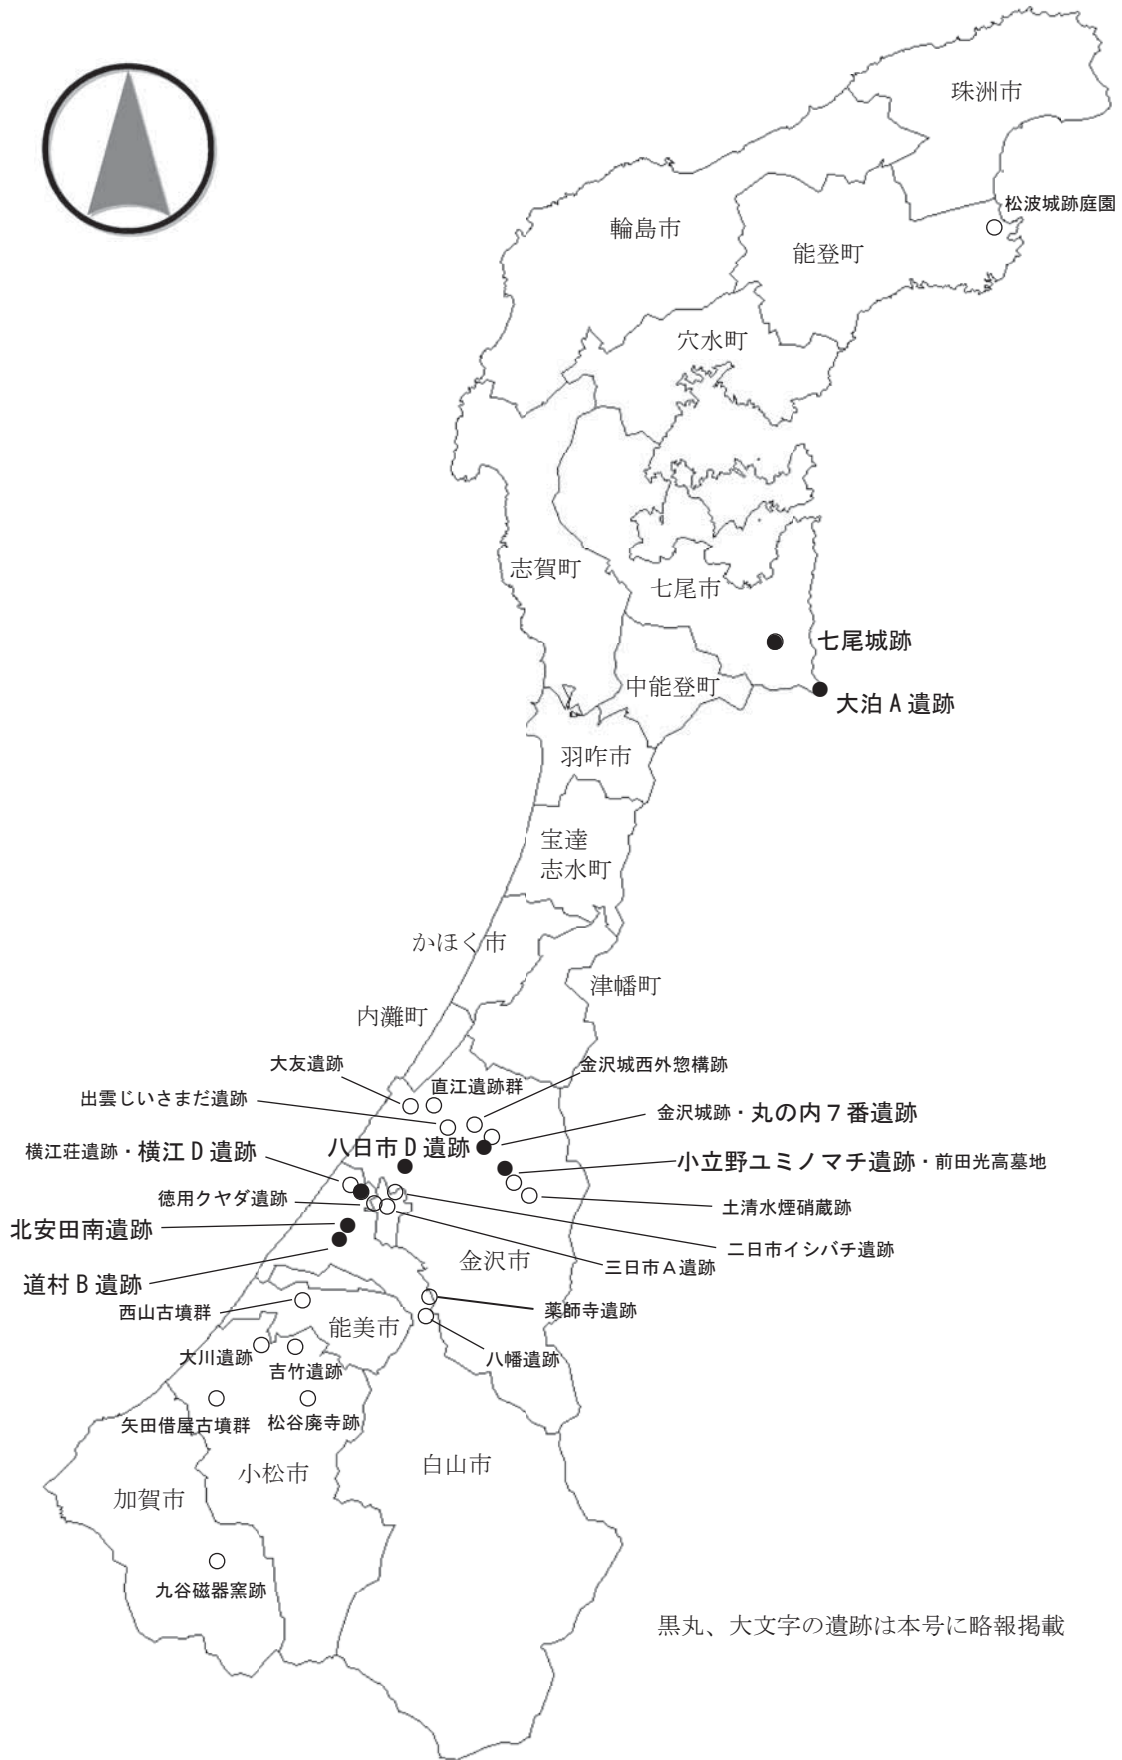 珠洲市
松波城跡庭園
輪島市
能登町
穴水町
志賀町
七尾市
七尾城跡
中能登町
大泊A遺跡
羽咋市
宝達
志水町
かほく市
津幡町
内灘町
大友遺跡
直江遺跡群
金沢城西外惣構跡
出雲じいさまだ遺跡
金沢城跡・丸の内7番遺跡
横江荘遺跡・横江D遺跡
八日市D遺跡
小立野ユミノマチ遺跡・前田光高墓地
徳用クヤダ遺跡
土清水煙硝蔵跡
北安田南遺跡
二日市イシバチ遺跡
金沢市
三日市A遺跡
道村B遺跡
西山古墳群
薬師寺遺跡
能美市
大川遺跡
吉竹遺跡
八幡遺跡
矢田借屋古墳群
松谷廃寺跡
白山市
小松市
加賀市
九谷磁器窯跡
黒丸、大文字の遺跡は本号に略報掲載